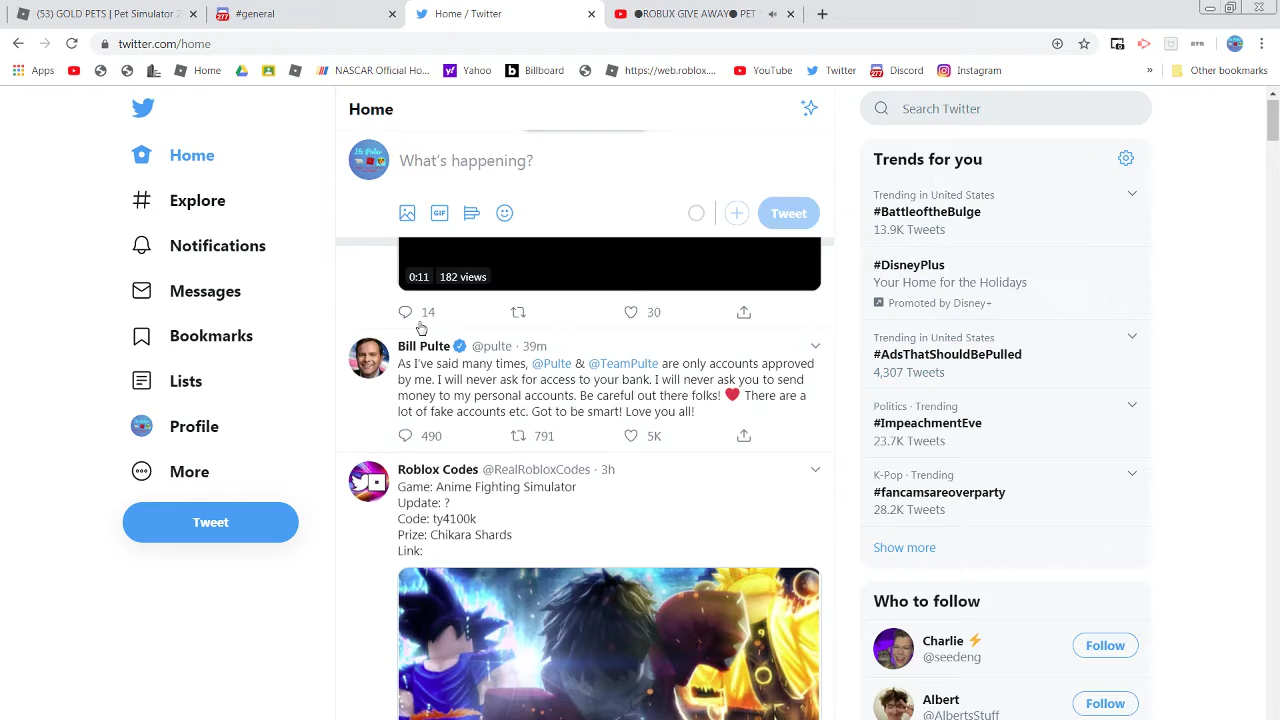 (53) GOLD PETS | Pet Simulator 2
#general
Home / Twitter
●ROBUX GIVE AWAY● PET
twitter.com/home
Apps
Home
NASCAR Official Ho...
Yahoo
Billboard
https://web.roblox....
YouTube
Twitter
Discord
Instagram
»
Other bookmarks
Home
Explore
Notifications
Messages
Bookmarks
Lists
Profile
More
Tweet
Home
What's happening?
GIF
Tweet
0:11
182 views
14
30
Bill Pulte @pulte · 39m
As I've said many times, @Pulte & @TeamPulte are only accounts approved
by me. I will never ask for access to your bank. I will never ask you to send
money to my personal accounts. Be careful out there folks! ❤ There are a
lot of fake accounts etc. Got to be smart! Love you all!
490
791
5K
Roblox Codes @RealRobloxCodes · 3h
Game: Anime Fighting Simulator
Update: ?
Code: ty4100k
Prize: Chikara Shards
Link:
Search Twitter
Trends for you
Trending in United States
#BattleoftheBulge
13.9K Tweets
#DisneyPlus
Your Home for the Holidays
Promoted by Disney+
Trending in United States
#AdsThatShouldBePulled
4,307 Tweets
Politics · Trending
#ImpeachmentEve
23.7K Tweets
K-Pop · Trending
#fancamsareoverparty
28.2K Tweets
Show more
Who to follow
Charlie ⚡
@seedeng
Follow
Albert
@AlbertsStuff
Follow